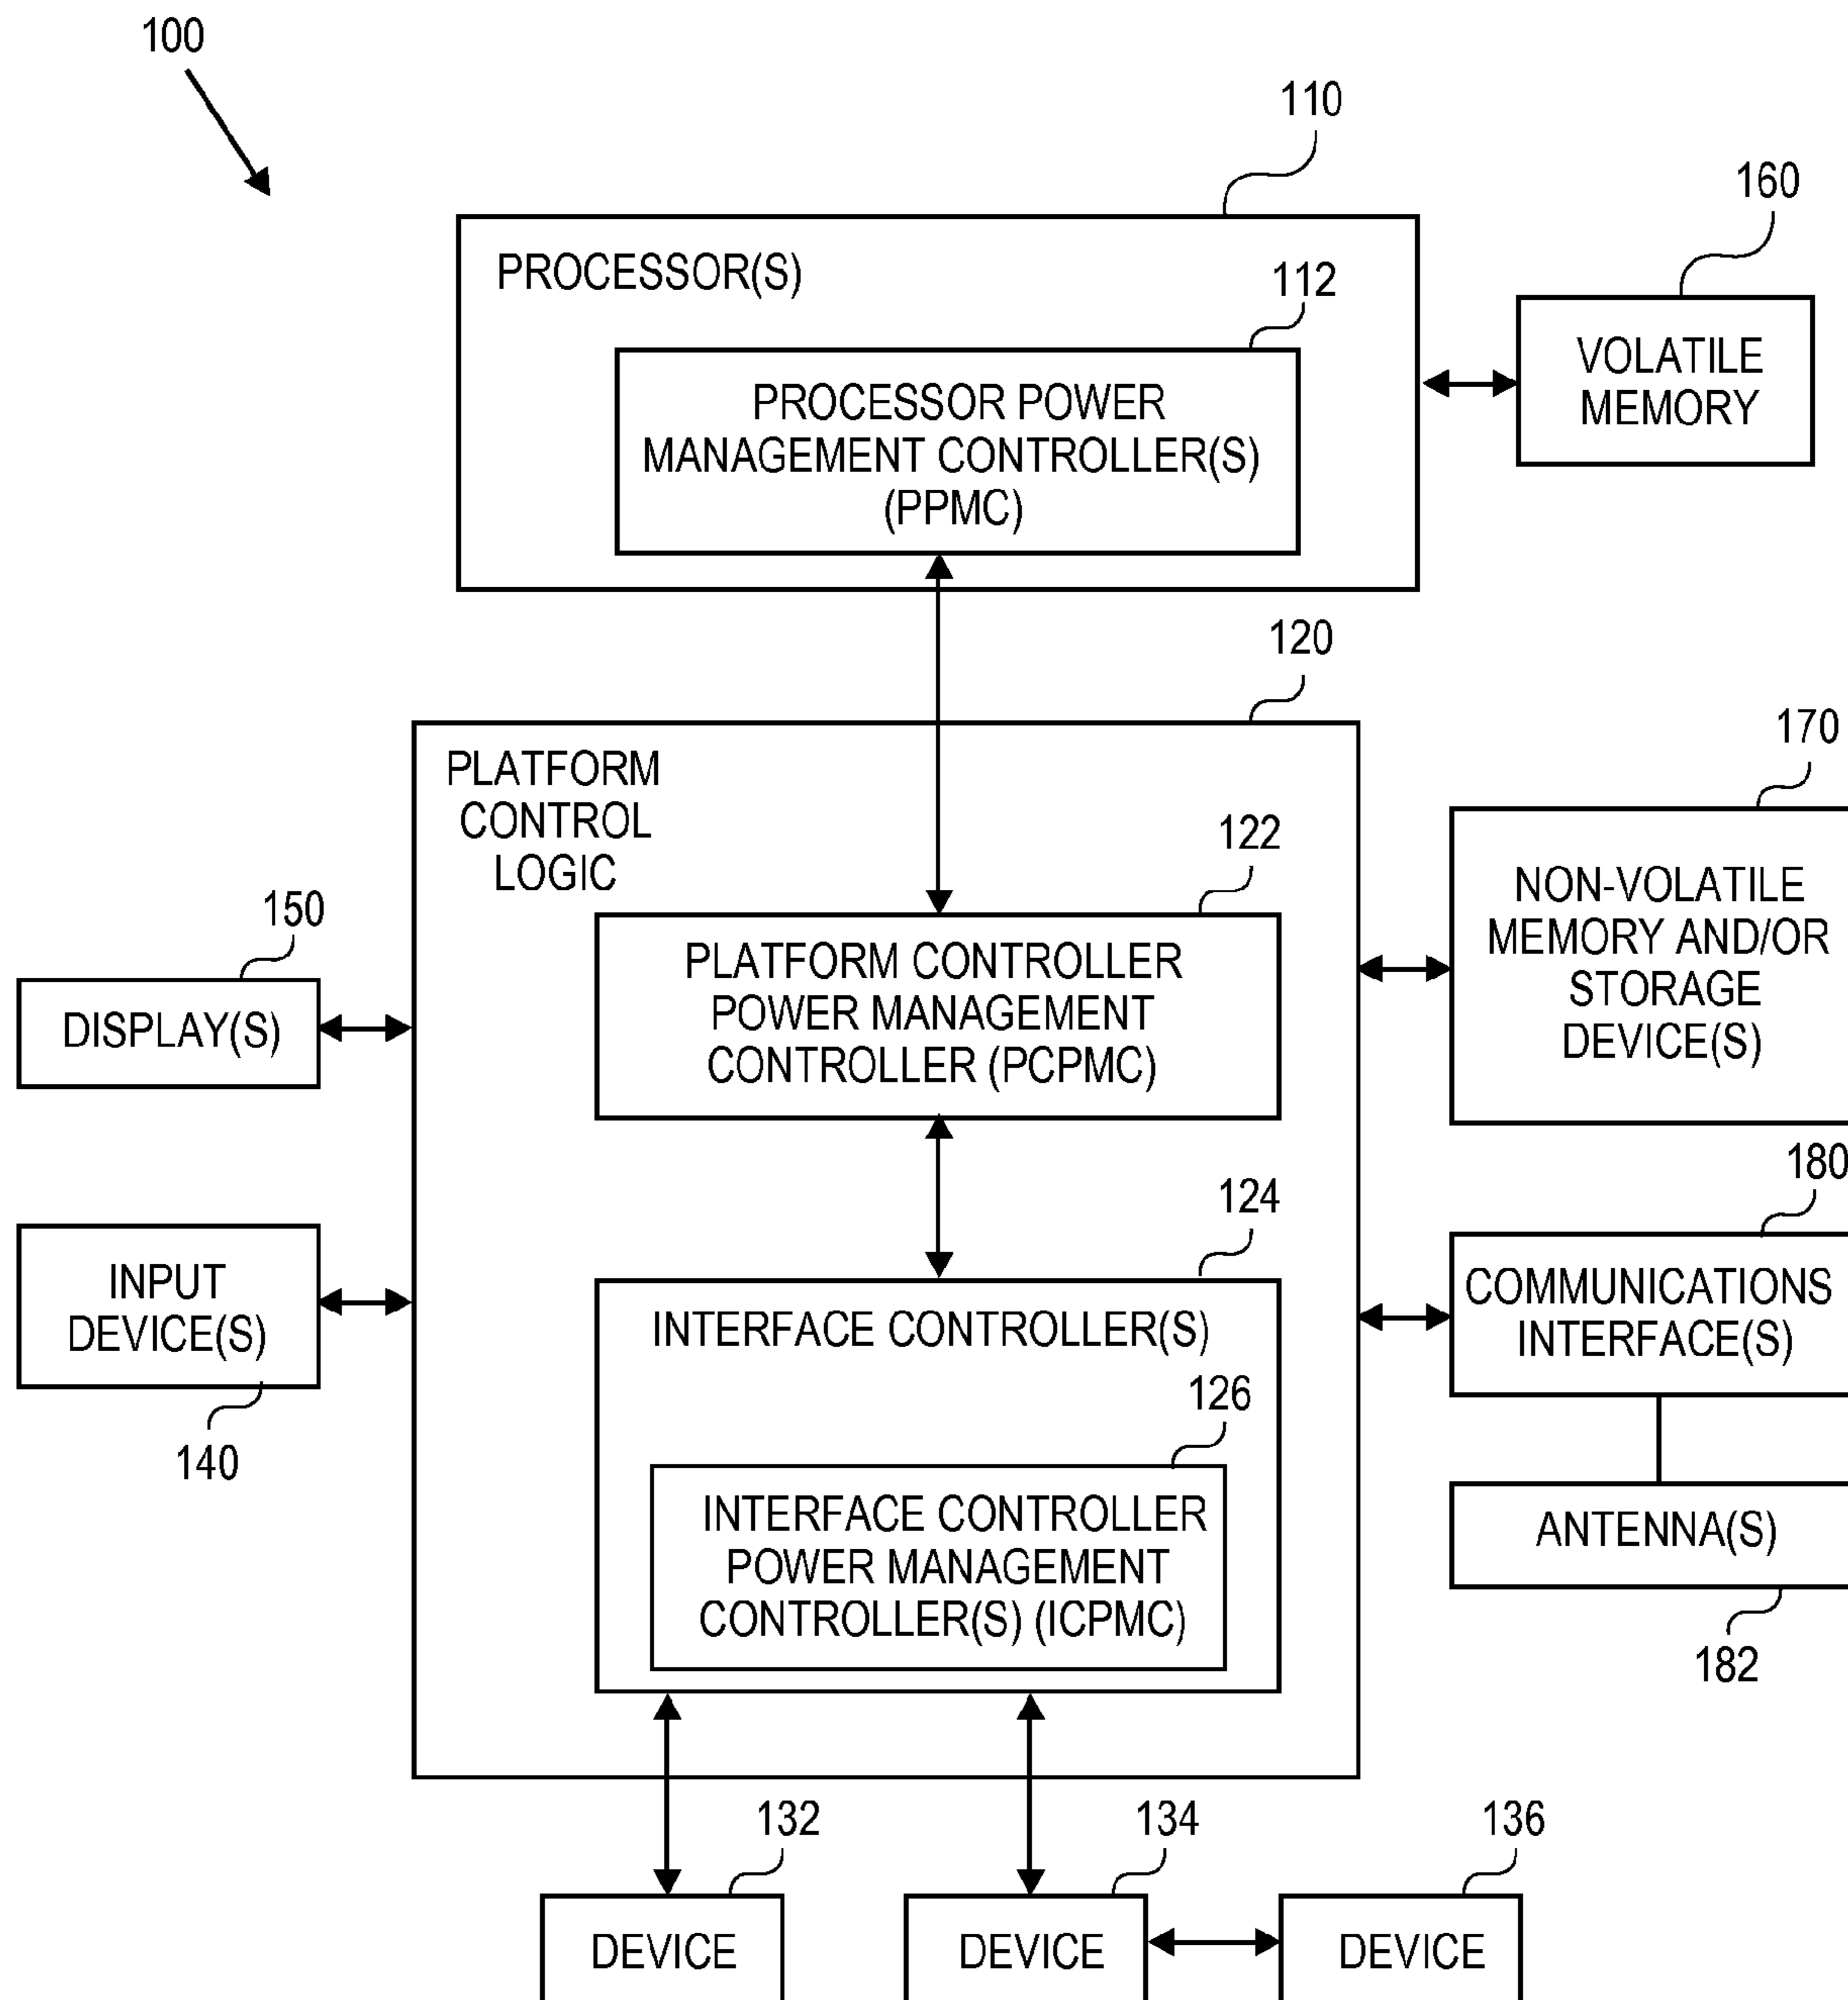 100
110
160
PROCESSOR(S)
112
PROCESSOR POWER
MANAGEMENT CONTROLLER(S)
(PPMC)
VOLATILE
MEMORY
120
PLATFORM
CONTROL
LOGIC
170
122
150
NON-VOLATILE
MEMORY AND/OR
STORAGE
DEVICE(S)
PLATFORM CONTROLLER
POWER MANAGEMENT
CONTROLLER (PCPMC)
DISPLAY(S)
180
124
INPUT
DEVICE(S)
140
INTERFACE CONTROLLER(S)
COMMUNICATIONS
INTERFACE(S)
126
INTERFACE CONTROLLER
POWER MANAGEMENT
CONTROLLER(S) (ICPMC)
ANTENNA(S)
182
132
134
136
DEVICE
DEVICE
DEVICE